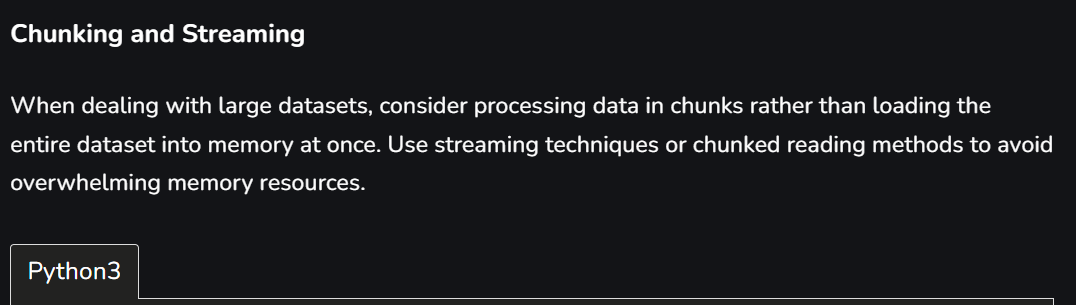 Chunking and Streaming
When dealing with large datasets, consider processing data in chunks rather than loading the
entire dataset into memory at once. Use streaming techniques or chunked reading methods to avoid
overwhelming memory resources.
Python3